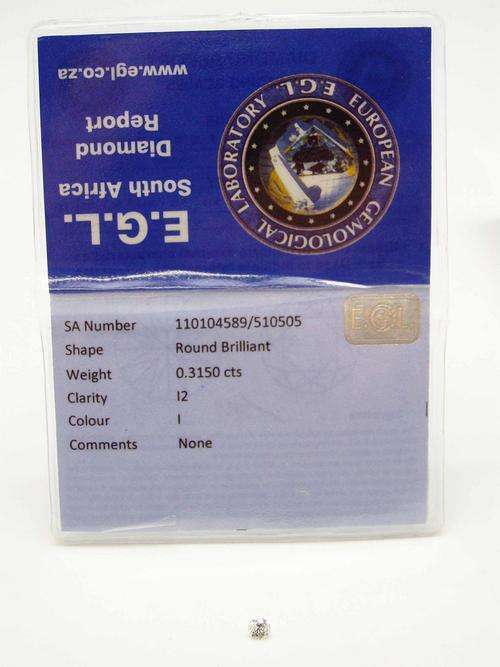 www.egl.co.za
Diamond
Report
South Africa
E.G.L.
EUROPEAN GEMOLOGICAL LABORATORY
E.G.L.
E.G.L
SA Number 110104589/510505
Shape Round Brilliant
Weight 0.3150 cts
Clarity I2
Colour I
Comments None